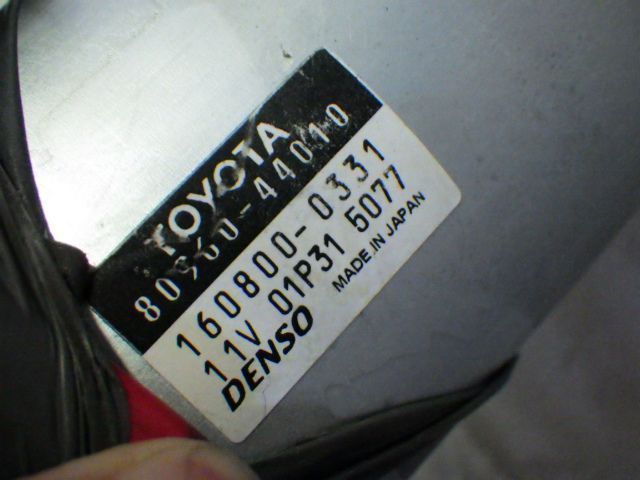 TOYOTA
80960-44010
160800-0331
11V 01P31 5077
DENSO MADE IN JAPAN